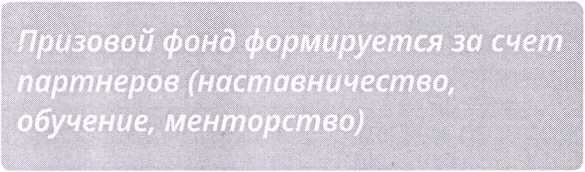 Призовой фонд формируется за счет
партнеров (наставничество,
обучение, менторство)